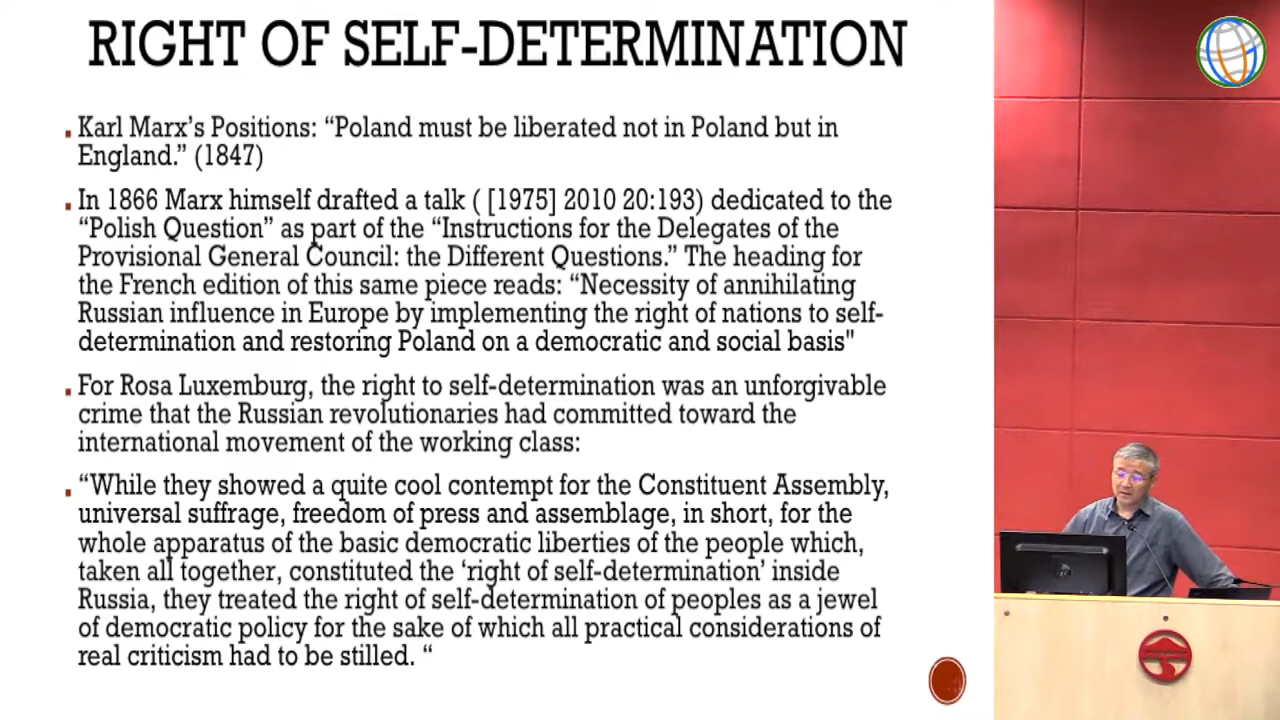 RIGHT OF SELF-DETERMINATION
Karl Marx's Positions: “Poland must be liberated not in Poland but in
England.” (1847)
In 1866 Marx himself drafted a talk ( [1975] 2010 20:193) dedicated to the
“Polish Question” as part of the “Instructions for the Delegates of the
Provisional General Council: the Different Questions.” The heading for
the French edition of this same piece reads: “Necessity of annihilating
Russian influence in Europe by implementing the right of nations to self-
determination and restoring Poland on a democratic and social basis"
For Rosa Luxemburg, the right to self-determination was an unforgivable
crime that the Russian revolutionaries had committed toward the
international movement of the working class:
“While they showed a quite cool contempt for the Constituent Assembly,
universal suffrage, freedom of press and assemblage, in short, for the
whole apparatus of the basic democratic liberties of the people which,
taken all together, constituted the ‘right of self-determination’ inside
Russia, they treated the right of self-determination of peoples as a jewel
of democratic policy for the sake of which all practical considerations of
real criticism had to be stilled. “